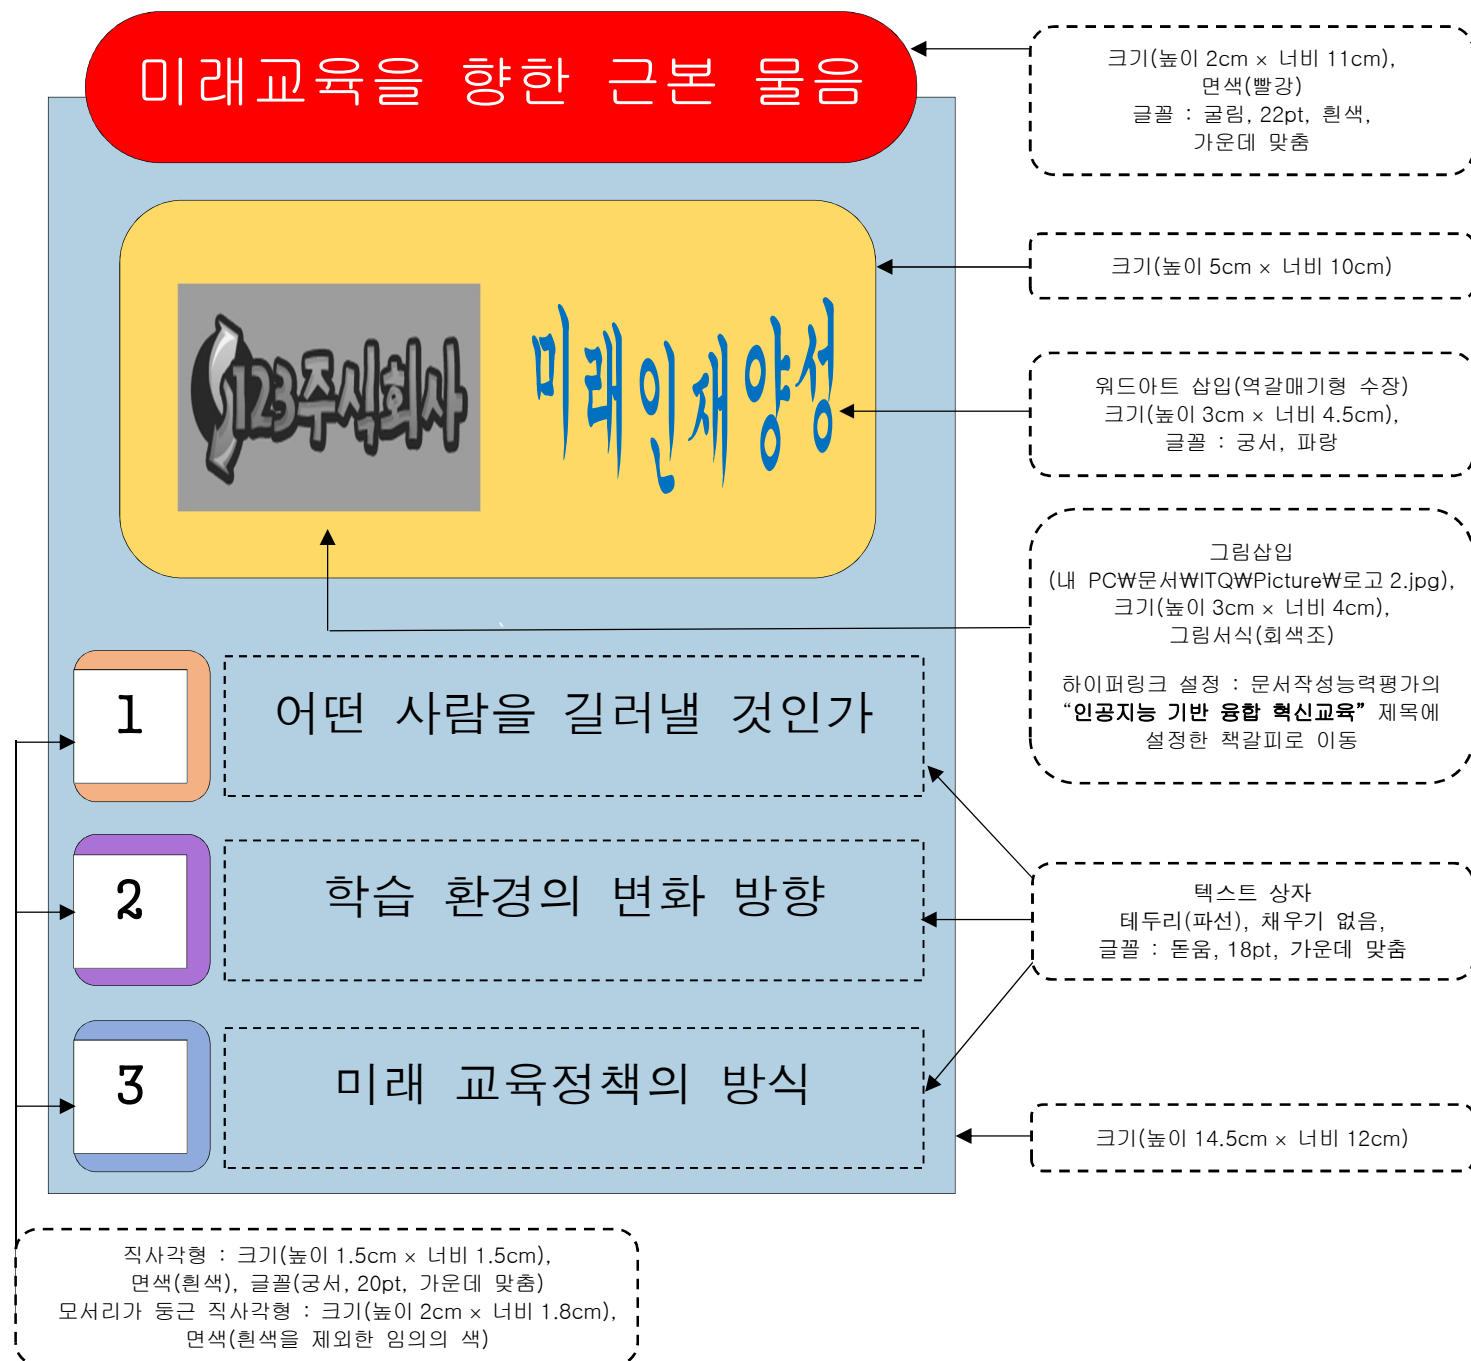 미래교육을 향한 근본 물음
크기(높이 2cm × 너비 11cm),
면색(빨강)
글꼴 : 굴림, 22pt, 흰색,
가운데 맞춤
크기(높이 5cm × 너비 10cm)
123주식회사
미래인재양성
워드아트 삽입(역갈매기형 수장)
크기(높이 3cm × 너비 4.5cm),
글꼴 : 궁서, 파랑
그림삽입
(내 PC₩문서₩ITQ₩Picture₩로고 2.jpg),
크기(높이 3cm × 너비 4cm),
그림서식(회색조)
하이퍼링크 설정 : 문서작성능력평가의
“인공지능 기반 융합 혁신교육” 제목에
설정한 책갈피로 이동
1
어떤 사람을 길러낼 것인가
2
학습 환경의 변화 방향
텍스트 상자
테두리(파선), 채우기 없음,
글꼴 : 돋움, 18pt, 가운데 맞춤
3
미래 교육정책의 방식
크기(높이 14.5cm × 너비 12cm)
직사각형 : 크기(높이 1.5cm × 너비 1.5cm),
면색(흰색), 글꼴(궁서, 20pt, 가운데 맞춤)
모서리가 둥근 직사각형 : 크기(높이 2cm × 너비 1.8cm),
면색(흰색을 제외한 임의의 색)